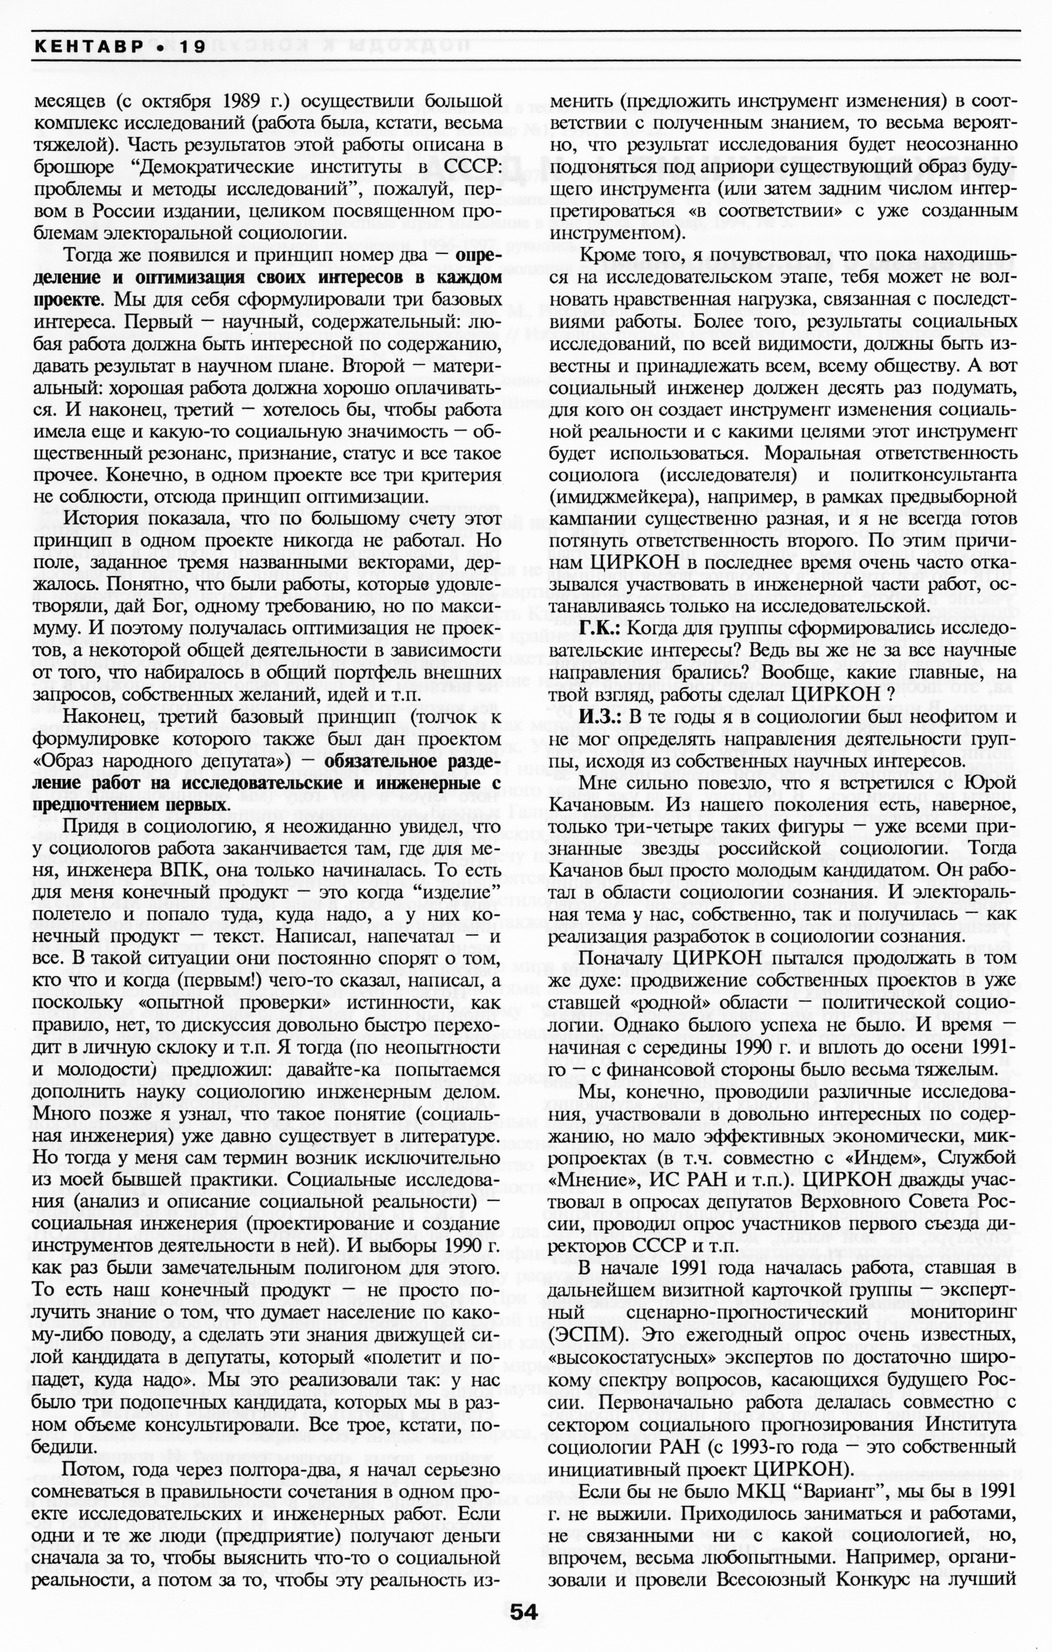 КЕНТАВР • 19
месяцев (с октября 1989 г.) осуществили большой
комплекс исследований (работа была, кстати, весьма
тяжелой). Часть результатов этой работы описана в
брошюре “Демократические институты в СССР:
проблемы и методы исследований”, пожалуй, пер-
вом в России издании, целиком посвященном про-
блемам электоральной социологии.
Тогда же появился и принцип номер два — опре-
деление и оптимизация своих интересов в каждом
проекте. Мы для себя сформулировали три базовых
интереса. Первый — научный, содержательный: лю-
бая работа должна быть интересной по содержанию,
давать результат в научном плане. Второй — матери-
альный: хорошая работа должна хорошо оплачивать-
ся. И наконец, третий — хотелось бы, чтобы работа
имела еще и какую-то социальную значимость — об-
щественный резонанс, признание, статус и все такое
прочее. Конечно, в одном проекте все три критерия
не соблюсти, отсюда принцип оптимизации.
История показала, что по большому счету этот
принцип в одном проекте никогда не работал. Но
поле, заданное тремя названными векторами, дер-
жалось. Понятно, что были работы, которые удовле-
творяли, дай Бог, одному требованию, но по макси-
муму. И поэтому получалась оптимизация не проек-
тов, а некоторой общей деятельности в зависимости
от того, что набиралось в общий портфель внешних
запросов, собственных желаний, идей и т.п.
Наконец, третий базовый принцип (толчок к
формулировке которого также был дан проектом
«Образ народного депутата») — обязательное разде-
ление работ на исследовательские и инженерные с
предпочтением первых.
Придя в социологию, я неожиданно увидел, что
у социологов работа заканчивается там, где для ме-
ня, инженера ВПК, она только начиналась. То есть
для меня конечный продукт — это когда “изделие”
полетело и попало туда, куда надо, а у них ко-
нечный продукт — текст. Написал, напечатал — и
все. В такой ситуации они постоянно спорят о том,
кто что и когда (первым!) чего-то сказал, написал, а
поскольку «опытной проверки» истинности, как
правило, нет, то дискуссия довольно быстро перехо-
дит в личную склоку и т.п. Я тогда (по неопытности
и молодости) предложил: давайте-ка попытаемся
дополнить науку социологию инженерным делом.
Много позже я узнал, что такое понятие (социаль-
ная инженерия) уже давно существует в литературе.
Но тогда у меня сам термин возник исключительно
из моей бывшей практики. Социальные исследова-
ния (анализ и описание социальной реальности) —
социальная инженерия (проектирование и создание
инструментов деятельности в ней). И выборы 1990 г.
как раз были замечательным полигоном для этого.
То есть наш конечный продукт — не просто по-
лучить знания о том, что думает население по како-
му-либо поводу, а сделать эти знания движущей си-
лой кандидата в депутаты, который «полетит и по-
падет, куда надо». Мы это реализовали так: у нас
было три подопечных кандидата, которых мы в раз-
ном объеме консультировали. Все трое, кстати, по-
бедили.
Потом, года через полтора-два, я начал серьезно
сомневаться в правильности сочетания в одном про-
екте исследовательских и инженерных работ. Если
одни и те же люди (предприятие) получают деньги
сначала за то, чтобы выяснить что-то о социальной
реальности, а потом за то, чтобы эту реальность из-
менить (предложить инструмент изменения) в соот-
ветствии с полученным знанием, то весьма вероят-
но, что результат исследования будет неосознанно
подгоняться под априори существующий образ буду-
щего инструмента (или затем задним числом интер-
претироваться «в соответствии» с уже созданным
инструментом).
Кроме того, я почувствовал, что пока находишь-
ся на исследовательском этапе, тебя может не вол-
новать нравственная нагрузка, связанная с последст-
виями работы. Более того, результаты социальных
исследований, по всей видимости, должны быть из-
вестны и принадлежать всем, всему обществу. А вот
социальный инженер должен десять раз подумать,
для кого он создает инструмент изменения социаль-
ной реальности и с какими целями этот инструмент
будет использоваться. Моральная ответственность
социолога (исследователя) и политконсультанта
(имиджмейкера), например, в рамках предвыборной
кампании существенно разная, и я не всегда готов
потянуть ответственность второго. По этим причи-
нам ЦИРКОН в последнее время очень часто отка-
зывался участвовать в инженерной части работ, ос-
танавливаясь только на исследовательской.
Г.К.: Когда для группы сформировались исследо-
вательские интересы? Ведь вы же не за все научные
направления брались? Вообще, какие главные, на
твой взгляд, работы сделал ЦИРКОН ?
И.З.: В те годы я в социологии был неофитом и
не мог определять направления деятельности груп-
пы, исходя из собственных научных интересов.
Мне сильно повезло, что я встретился с Юрой
Качановым. Из нашего поколения есть, наверное,
только три-четыре таких фигуры — уже всеми при-
знанные звезды российской социологии. Тогда
Качанов был просто молодым кандидатом. Он рабо-
тал в области социологии сознания. И электораль-
ная тема у нас, собственно, так и получилась — как
реализация разработок в социологии сознания.
Поначалу ЦИРКОН пытался продолжать в том
же духе: продвижение собственных проектов в уже
ставшей «родной» области — политической социо-
логии. Однако былого успеха не было. И время —
начиная с середины 1990 г. и вплоть до осени 1991-
го — с финансовой стороны было весьма тяжелым.
Мы, конечно, проводили различные исследова-
ния, участвовали в довольно интересных по содер-
жанию, но мало эффективных экономически, мик-
ропроектах (в т.ч. совместно с «Индем», Службой
«Мнение», ИС РАН и т.п.). ЦИРКОН дважды учас-
твовал в опросах депутатов Верховного Совета Рос-
сии, проводил опрос участников первого съезда ди-
ректоров СССР и т.п.
В начале 1991 года началась работа, ставшая в
дальнейшем визитной карточкой группы — эксперт-
ный сценарно-прогностический мониторинг
(ЭСПМ). Это ежегодный опрос очень известных,
«высокостатусных» экспертов по достаточно широ-
кому спектру вопросов, касающихся будущего Рос-
сии. Первоначально работа делалась совместно с
сектором социального прогнозирования Института
социологии РАН (с 1993-го года — это собственный
инициативный проект ЦИРКОН).
Если бы не было МКЦ “Вариант”, мы бы в 1991
г. не выжили. Приходилось заниматься и работами,
не связанными ни с какой социологией, но,
впрочем, весьма любопытными. Например, органи-
зовали и провели Всесоюзный Конкурс на лучший
54